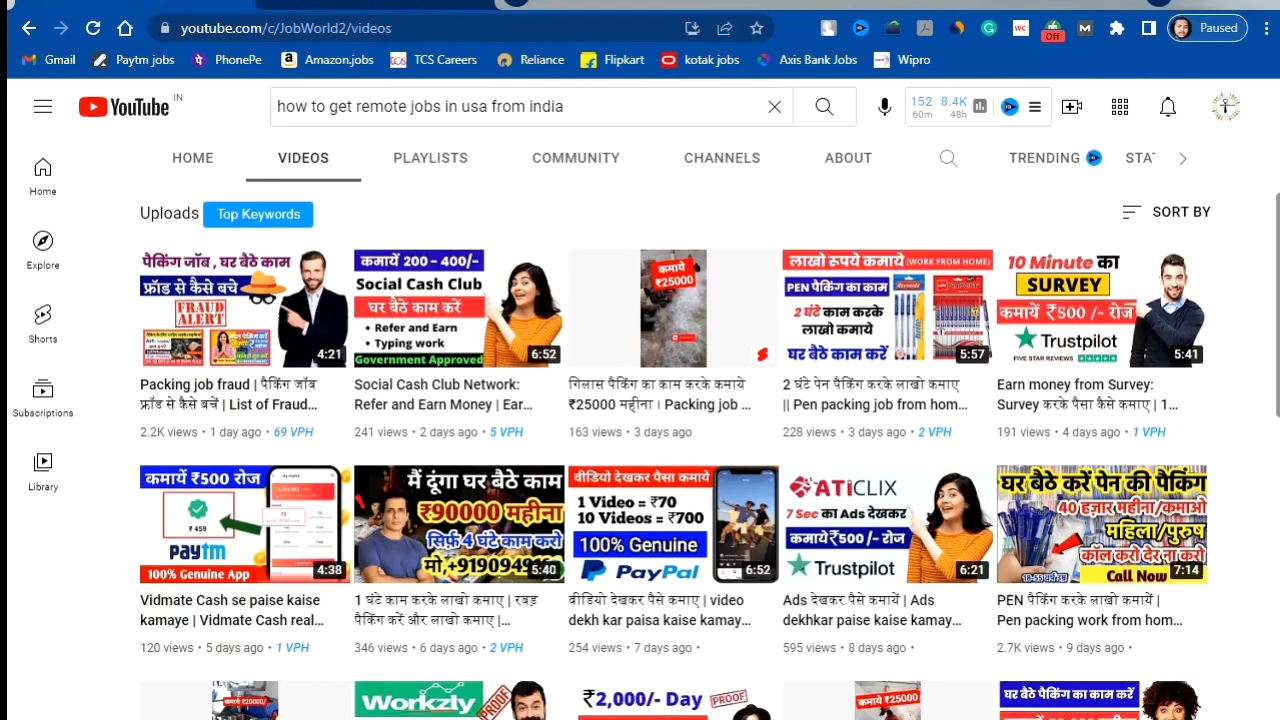 youtube.com/c/JobWorld2/videos
Off
WC
M
Paused
Gmail Paytm jobs PhonePe Amazon.jobs TCS Careers Reliance Flipkart kotak jobs Axis Bank Jobs Wipro
YouTube IN
how to get remote jobs in usa from india
152 8.4K
60m 48h
HOME VIDEOS PLAYLISTS COMMUNITY CHANNELS ABOUT TRENDING STAT
Home
Explore
Shorts
Subscriptions
Library
Uploads Top Keywords SORT BY
पैकिंग जॉब, घर बैठे काम
फ्रॉड से कैसे बचे
FRAUD
ALERT
4:21
Packing job fraud | पैकिंग जॉब
फ्रॉड से कैसे बचें | List of Fraud...
2.2K views • 1 day ago • 69 VPH
कमायें 200 - 400/-
Social Cash Club
घर बैठे काम करें
• Refer and Earn
• Typing work
Government Approved
6:52
Social Cash Club Network:
Refer and Earn Money | Ear...
241 views • 2 days ago • 5 VPH
कमाये
₹25000
गिलास पैकिंग का काम करके कमाये
₹25000 महीना । Packing job ...
163 views • 3 days ago
लाखो रूपये कमाये (WORK FROM HOME)
PEN पैकिंग का काम
2 घंटे काम करके
लाखो कमाये
घर बैठे काम करें
5:57
2 घंटे पेन पैकिंग करके लाखो कमाए
|| Pen packing job from hom...
228 views • 3 days ago • 2 VPH
10 Minute का
SURVEY
कमायें ₹500 /- रोज
Trustpilot
FIVE STAR REVIEWS
5:41
Earn money from Survey:
Survey करके पैसा कैसे कमाए | 1...
191 views • 4 days ago • 1 VPH
कमायें ₹500 रोज
₹ 459
paytm
100% Genuine App
4:38
Vidmate Cash se paise kaise
kamaye | Vidmate Cash real...
120 views • 5 days ago • 1 VPH
मैं दूंगा घर बैठे काम
₹90000 महीना
सिर्फ़ 4 घंटे काम करो
5:40
1 घंटे काम करके लाखो कमाए | रबड़
पैकिंग करें और लाखो कमाए |...
346 views • 6 days ago • 2 VPH
वीडियो देखकर पैसा कमाये
1 Video = ₹70
10 Videos = ₹700
100% Genuine
PayPal
6:52
वीडियो देखकर पैसे कमाए | video
dekh kar paisa kaise kamay...
254 views • 7 days ago •
ATICLIX
7 Sec का Ads देखकर
कमाये ₹500 /- रोज
Trustpilot
6:21
Ads देखकर पैसे कमायें | Ads
dekhkar paise kaise kamay...
595 views • 8 days ago •
घर बैठे करें पेन की पैकिंग
40 हज़ार महीना/कमाओ
महिला/पुरुष
कॉल करो देर ना करो
Call Now
7:14
PEN पैकिंग करके लाखो कमायें |
Pen packing work from hom...
2.7K views • 9 days ago •
कमाये ₹20000/
Workzly
PROOF
₹2,000/- Day
PROOF
कमाये ₹25000
घर बैठे पैकिंग का काम करें